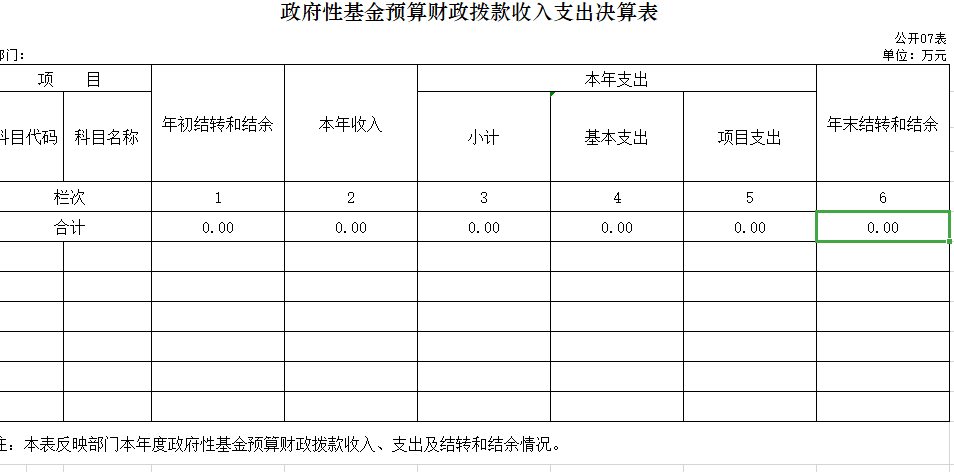 政府性基金预算财政拨款收入支出决算表
公开07表
部门：
单位：万元
项 目
年初结转和结余
本年收入
本年支出
年末结转和结余
科目代码
科目名称
小计
基本支出
项目支出
栏次 1 2 3 4 5 6
合计 0.00 0.00 0.00 0.00 0.00 0.00
注：本表反映部门本年度政府性基金预算财政拨款收入、支出及结转和结余情况。